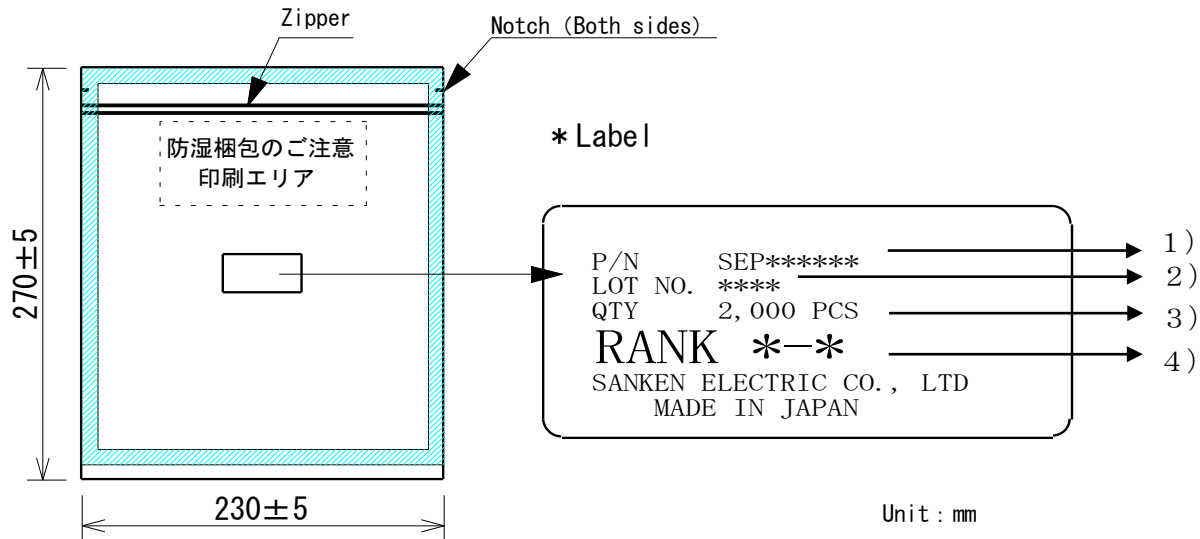 Zipper
Notch (Both sides)
防湿梱包のご注意
印刷エリア
270±5
230±5
*Label
P/N SEP******
LOT NO. ****
QTY 2,000 PCS
RANK *-*
SANKEN ELECTRIC CO., LTD
MADE IN JAPAN
1)
2)
3)
4)
Unit : mm